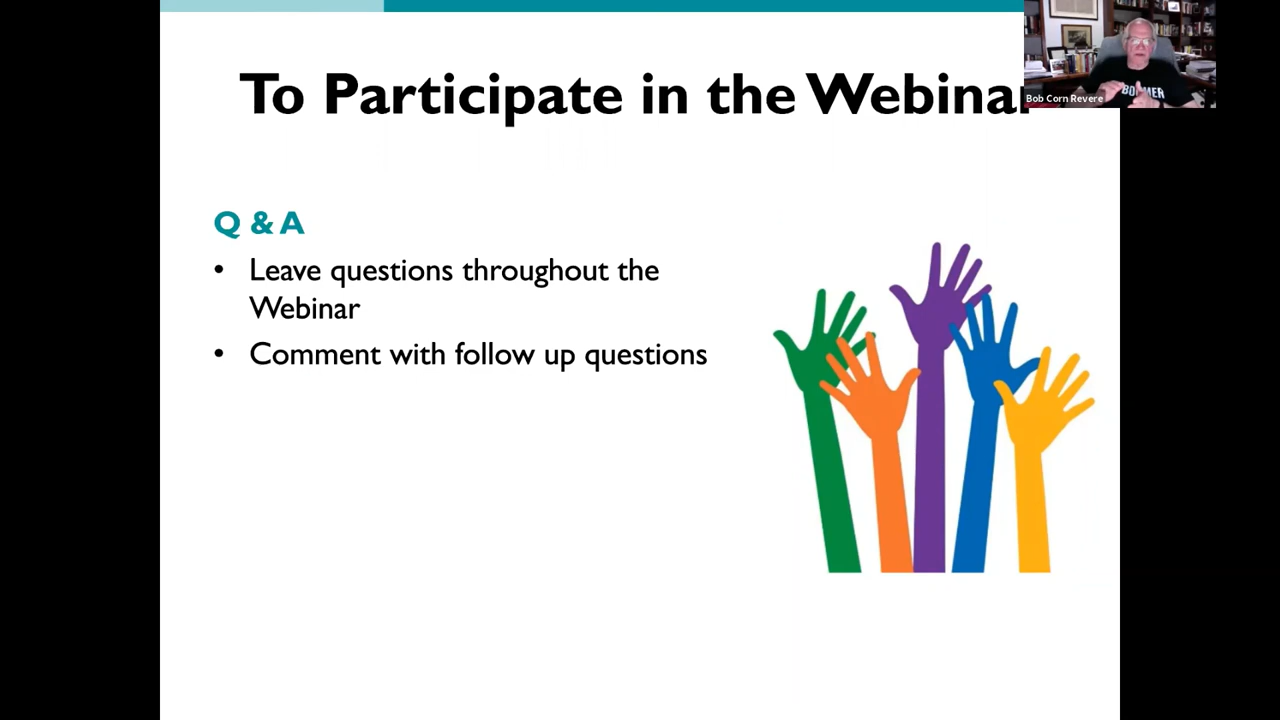 To Participate in the Webinar
Bob Corn Revere
Q & A
• Leave questions throughout the
Webinar
• Comment with follow up questions